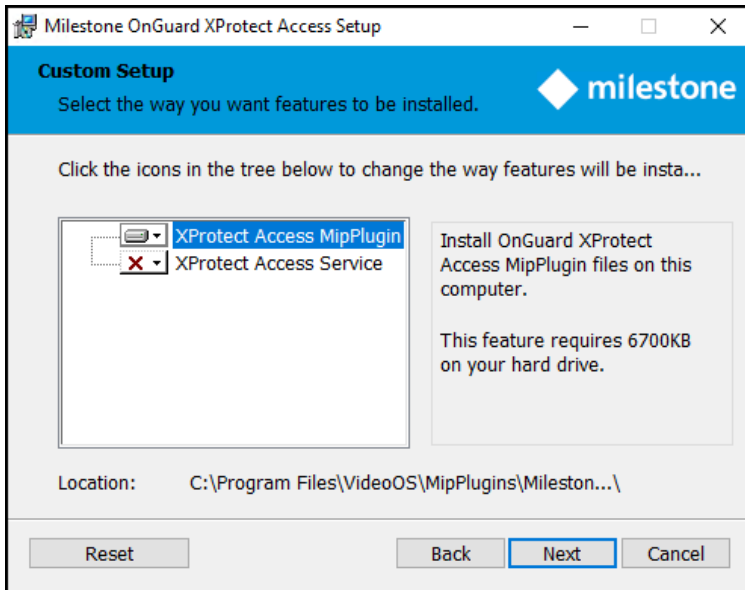 Milestone OnGuard XProtect Access Setup
Custom Setup
Select the way you want features to be installed.
milestone
Click the icons in the tree below to change the way features will be insta...
XProtect Access MipPlugin
XProtect Access Service
Install OnGuard XProtect
Access MipPlugin files on this
computer.
This feature requires 6700KB
on your hard drive.
Location: C:\Program Files\VideoOS\MipPlugins\Mileston...\
Reset Back Next Cancel